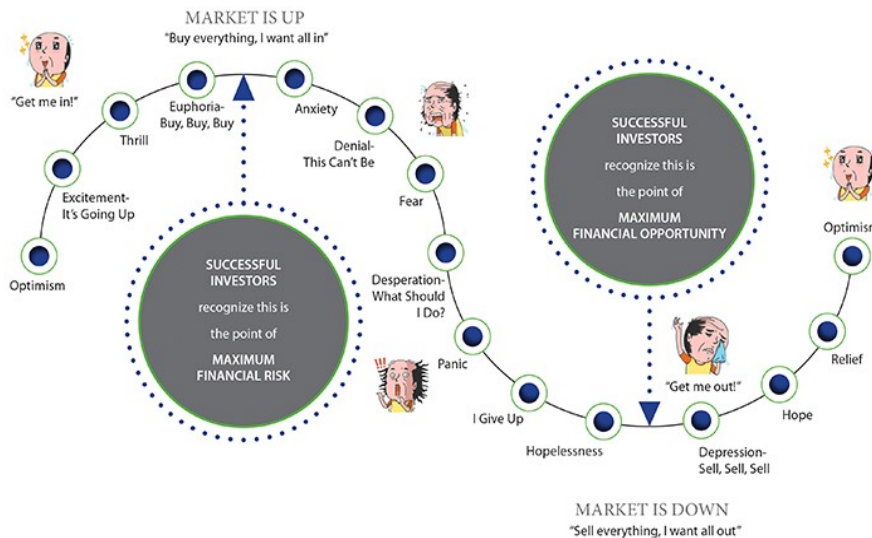 MARKET IS UP
"Buy everything, I want all in"
"Get me in!"
Optimism
Excitement-
It's Going Up
Thrill
Euphoria-
Buy, Buy, Buy
Anxiety
Denial-
This Can't Be
Fear
Desperation-
What Should
I Do?
Panic
I Give Up
Hopelessness
Depression-
Sell, Sell, Sell
Hope
Relief
Optimism
SUCCESSFUL
INVESTORS
recognize this is
the point of
MAXIMUM
FINANCIAL RISK
!!!
SUCCESSFUL
INVESTORS
recognize this is
the point of
MAXIMUM
FINANCIAL OPPORTUNITY
"Get me out!"
MARKET IS DOWN
"Sell everything, I want all out"